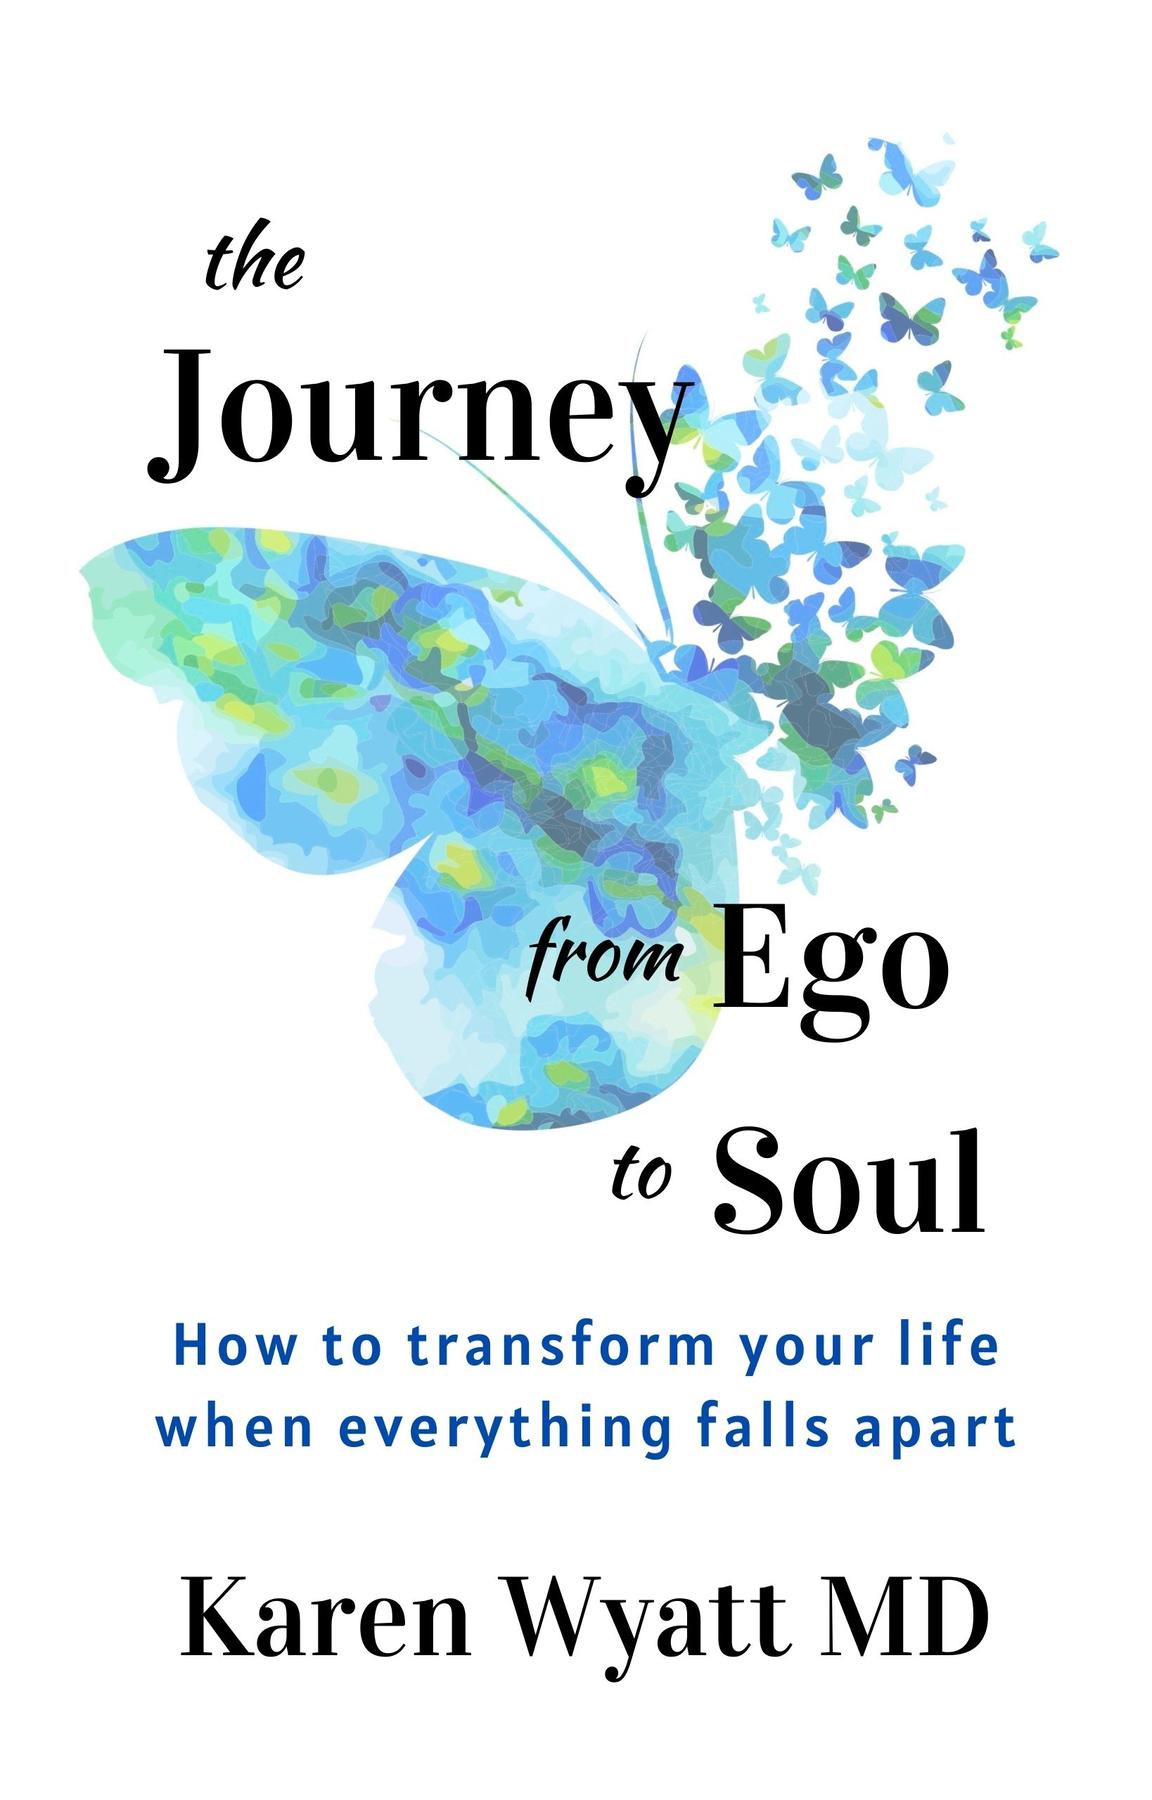 the
Journey
from Ego
to Soul
How to transform your life
when everything falls apart
Karen Wyatt MD